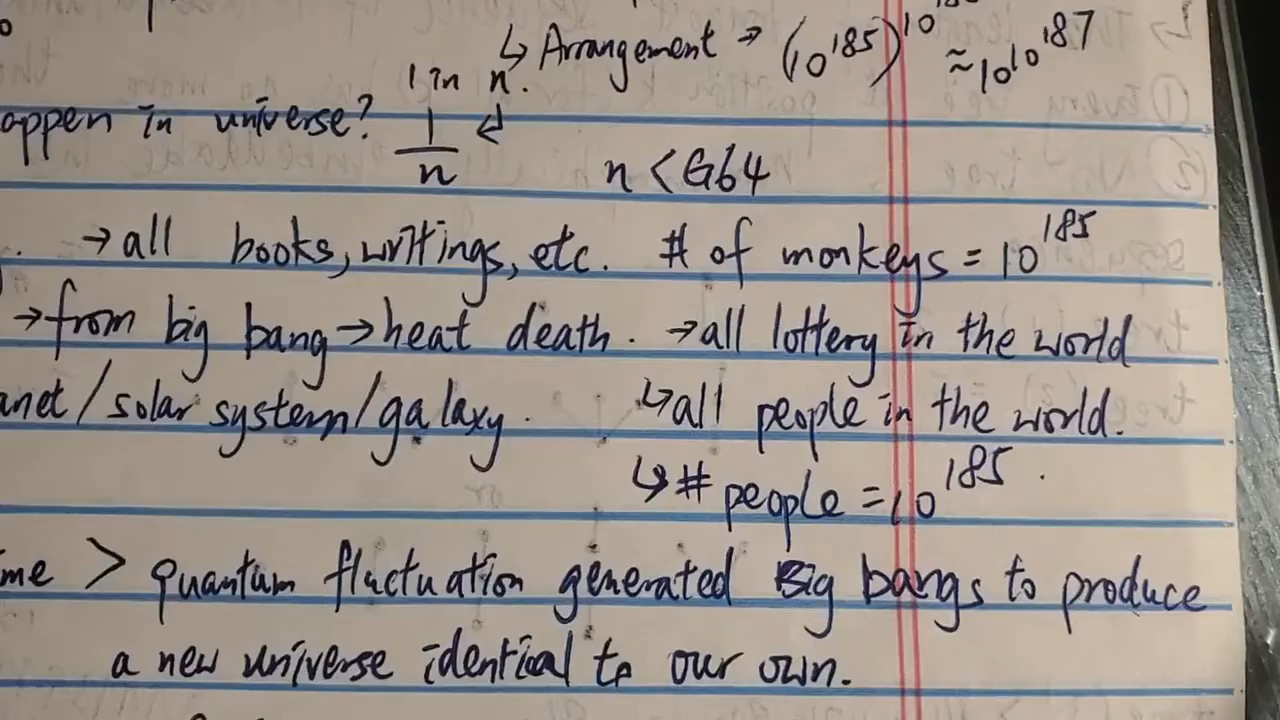 ↳ Arrangement → (10^185)^10 ≈ 10^10^187
1 in n.
appen in universe? 1/n
n < G64
. → all books, writings, etc. # of monkeys = 10^185
→ from big bang → heat death. → all lottery in the world
anet/solar system/galaxy. ↳ all people in the world.
↳ # people = 10^185.
me > quantum fluctuation generated Big bangs to produce
a new universe identical to our own.